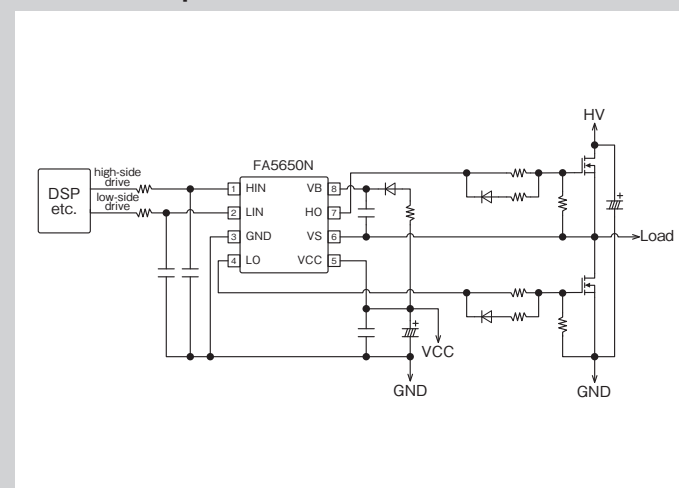 HV
FA5650N
DSP
etc.
high-side
drive
low-side
drive
1 HIN VB 8
2 LIN HO 7
3 GND VS 6
4 LO VCC 5
+
Load
+
VCC
GND
GND